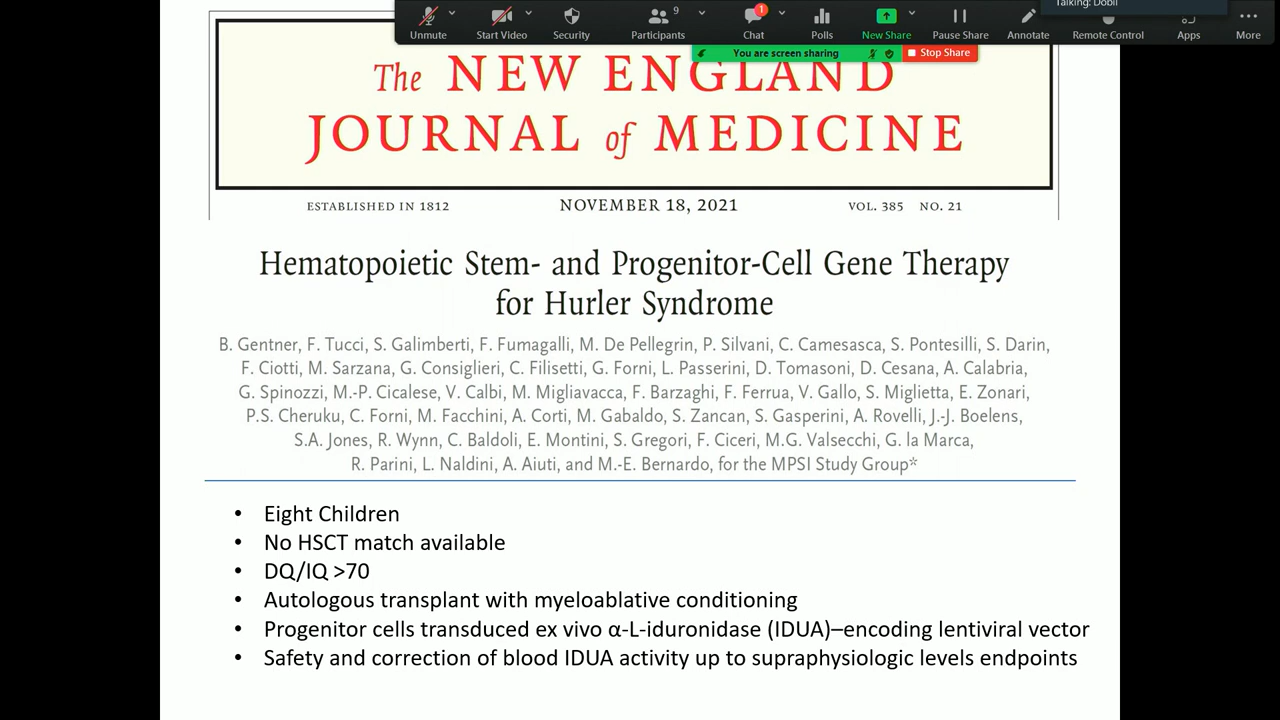 Talking: Dobil
9 1
Unmute Start Video Security Participants Chat Polls New Share Pause Share Annotate Remote Control Apps More
You are screen sharing Stop Share
The NEW ENGLAND
JOURNAL of MEDICINE
ESTABLISHED IN 1812 NOVEMBER 18, 2021 VOL. 385 NO. 21
Hematopoietic Stem- and Progenitor-Cell Gene Therapy
for Hurler Syndrome
B. Gentner, F. Tucci, S. Galimberti, F. Fumagalli, M. De Pellegrin, P. Silvani, C. Camesasca, S. Pontesilli, S. Darin,
F. Ciotti, M. Sarzana, G. Consiglieri, C. Filisetti, G. Forni, L. Passerini, D. Tomasoni, D. Cesana, A. Calabria,
G. Spinozzi, M.-P. Cicalese, V. Calbi, M. Migliavacca, F. Barzaghi, F. Ferrua, V. Gallo, S. Miglietta, E. Zonari,
P.S. Cheruku, C. Forni, M. Facchini, A. Corti, M. Gabaldo, S. Zancan, S. Gasperini, A. Rovelli, J.-J. Boelens,
S.A. Jones, R. Wynn, C. Baldoli, E. Montini, S. Gregori, F. Ciceri, M.G. Valsecchi, G. la Marca,
R. Parini, L. Naldini, A. Aiuti, and M.-E. Bernardo, for the MPSI Study Group*
• Eight Children
• No HSCT match available
• DQ/IQ >70
• Autologous transplant with myeloablative conditioning
• Progenitor cells transduced ex vivo α-L-iduronidase (IDUA)–encoding lentiviral vector
• Safety and correction of blood IDUA activity up to supraphysiologic levels endpoints